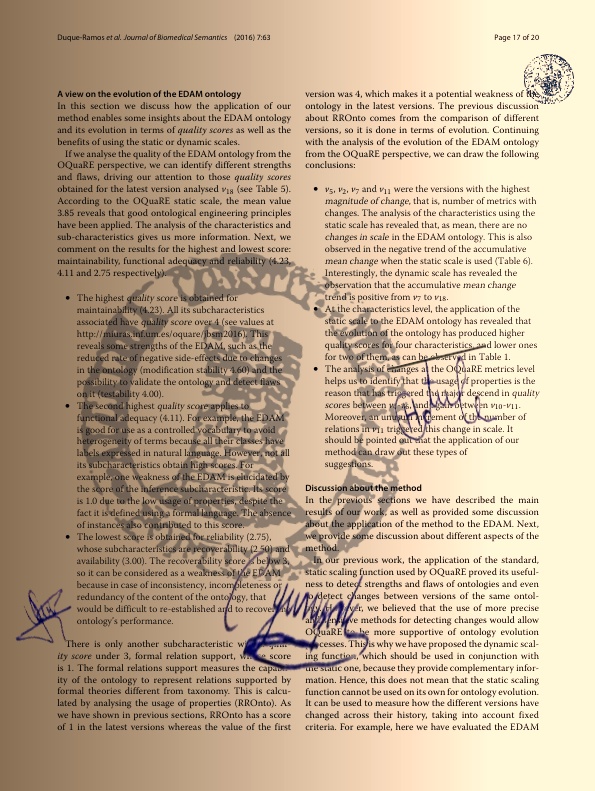 Duque-Ramos et al. Journal of Biomedical Semantics (2016) 7:63
Page 17 of 20
A view on the evolution of the EDAM ontology
In this section we discuss how the application of our
method enables some insights about the EDAM ontology
and its evolution in terms of quality scores as well as the
benefits of using the static or dynamic scales.
If we analyse the quality of the EDAM ontology from the
OQuaRE perspective, we can identify different strengths
and flaws, driving our attention to those quality scores
obtained for the latest version analysed v18 (see Table 5).
According to the OQuaRE static scale, the mean value
3.85 reveals that good ontological engineering principles
have been applied. The analysis of the characteristics and
sub-characteristics gives us more information. Next, we
comment on the results for the highest and lowest score:
maintainability, functional adequacy and reliability (4.23,
4.11 and 2.75 respectively).
• The highest quality score is obtained for
maintainability (4.23). All its subcharacteristics
associated have quality score over 4 (see values at
http://miuras.inf.um.es/oquare/jbsm2016). This
reveals some strengths of the EDAM, such as the
reduced rate of negative side-effects due to changes
in the ontology (modification stability 4.60) and the
possibility to validate the ontology and detect flaws
on it (testability 4.00).
• The second highest quality score applies to
functional adequacy (4.11). For example, the EDAM
is good for use as a controlled vocabulary to avoid
heterogeneity of terms because all their classes have
labels expressed in natural language. However, not all
its subcharacteristics obtain high scores. For
example, one weakness of the EDAM is elucidated by
the score of the inference subcharacteristic. Its score
is 1.0 due to the low usage of properties, despite the
fact it is defined using a formal language. The absence
of instances also contributed to this score.
• The lowest score is obtained for reliability (2.75),
whose subcharacteristics are recoverability (2.50) and
availability (3.00). The recoverability score is below 3,
so it can be considered as a weakness of the EDAM,
because in case of inconsistency, incompleteness or
redundancy of the content of the ontology, that
would be difficult to re-established and to recover
ontology's performance.
There is only another subcharacteristic
ity score under 3, formal relation support, whose score
is 1. The formal relations support measures the capabil-
ity of the ontology to represent relations supported by
formal theories different from taxonomy. This is calcu-
lated by analysing the usage of properties (RROnto). As
we have shown in previous sections, RROnto has a score
of 1 in the latest versions whereas the value of the first
version was 4, which makes it a potential weakness of the
ontology in the latest versions. The previous discussion
about RROnto comes from the comparison of different
versions, so it is done in terms of evolution. Continuing
with the analysis of the evolution of the EDAM ontology
from the OQuaRE perspective, we can draw the following
conclusions:
• v5, v2, v7 and v11 were the versions with the highest
magnitude of change, that is, number of metrics with
changes. The analysis of the characteristics using the
static scale has revealed that, as mean, there are no
changes in scale in the EDAM ontology. This is also
observed in the negative trend of the accumulative
mean change when the static scale is used (Table 6).
Interestingly, the dynamic scale has revealed the
observation that the accumulative mean change
trend is positive from v7 to v18.
• At the characteristics level, the application of the
static scale to the EDAM ontology has revealed that
the evolution of the ontology has produced higher
quality scores for four characteristics and lower ones
for two of them, as can be observed in Table 1.
• The analysis of changes at the OQuaRE metrics level
helps us to identify that the usage of properties is the
reason that has triggered the major descend in quality
scores between and between v10-v11.
Moreover, an increment of the number of
relations in v11 triggered this change in scale. It
should be pointed out that the application of our
method can draw out these types of
suggestions.
Discussion about the method
In the previous sections we have described the main
results of our work, as well as provided some discussion
about the application of the method to the EDAM. Next,
we provide some discussion about different aspects of the
method.
In our previous work, the application of the standard,
static scaling function used by OQuaRE proved its useful-
ness to detect strengths and flaws of ontologies and even
to detect changes between versions of the same ontol-
ogy. However, we believed that the use of more precise
and sensitive methods for detecting changes would allow
OQuaRE to be more supportive of ontology evolution
processes. This is why we have proposed the dynamic scal-
ing function, which should be used in conjunction with
the static one, because they provide complementary infor-
mation. Hence, this does not mean that the static scaling
function cannot be used on its own for ontology evolution.
It can be used to measure how the different versions have
changed across their history, taking into account fixed
criteria. For example, here we have evaluated the EDAM